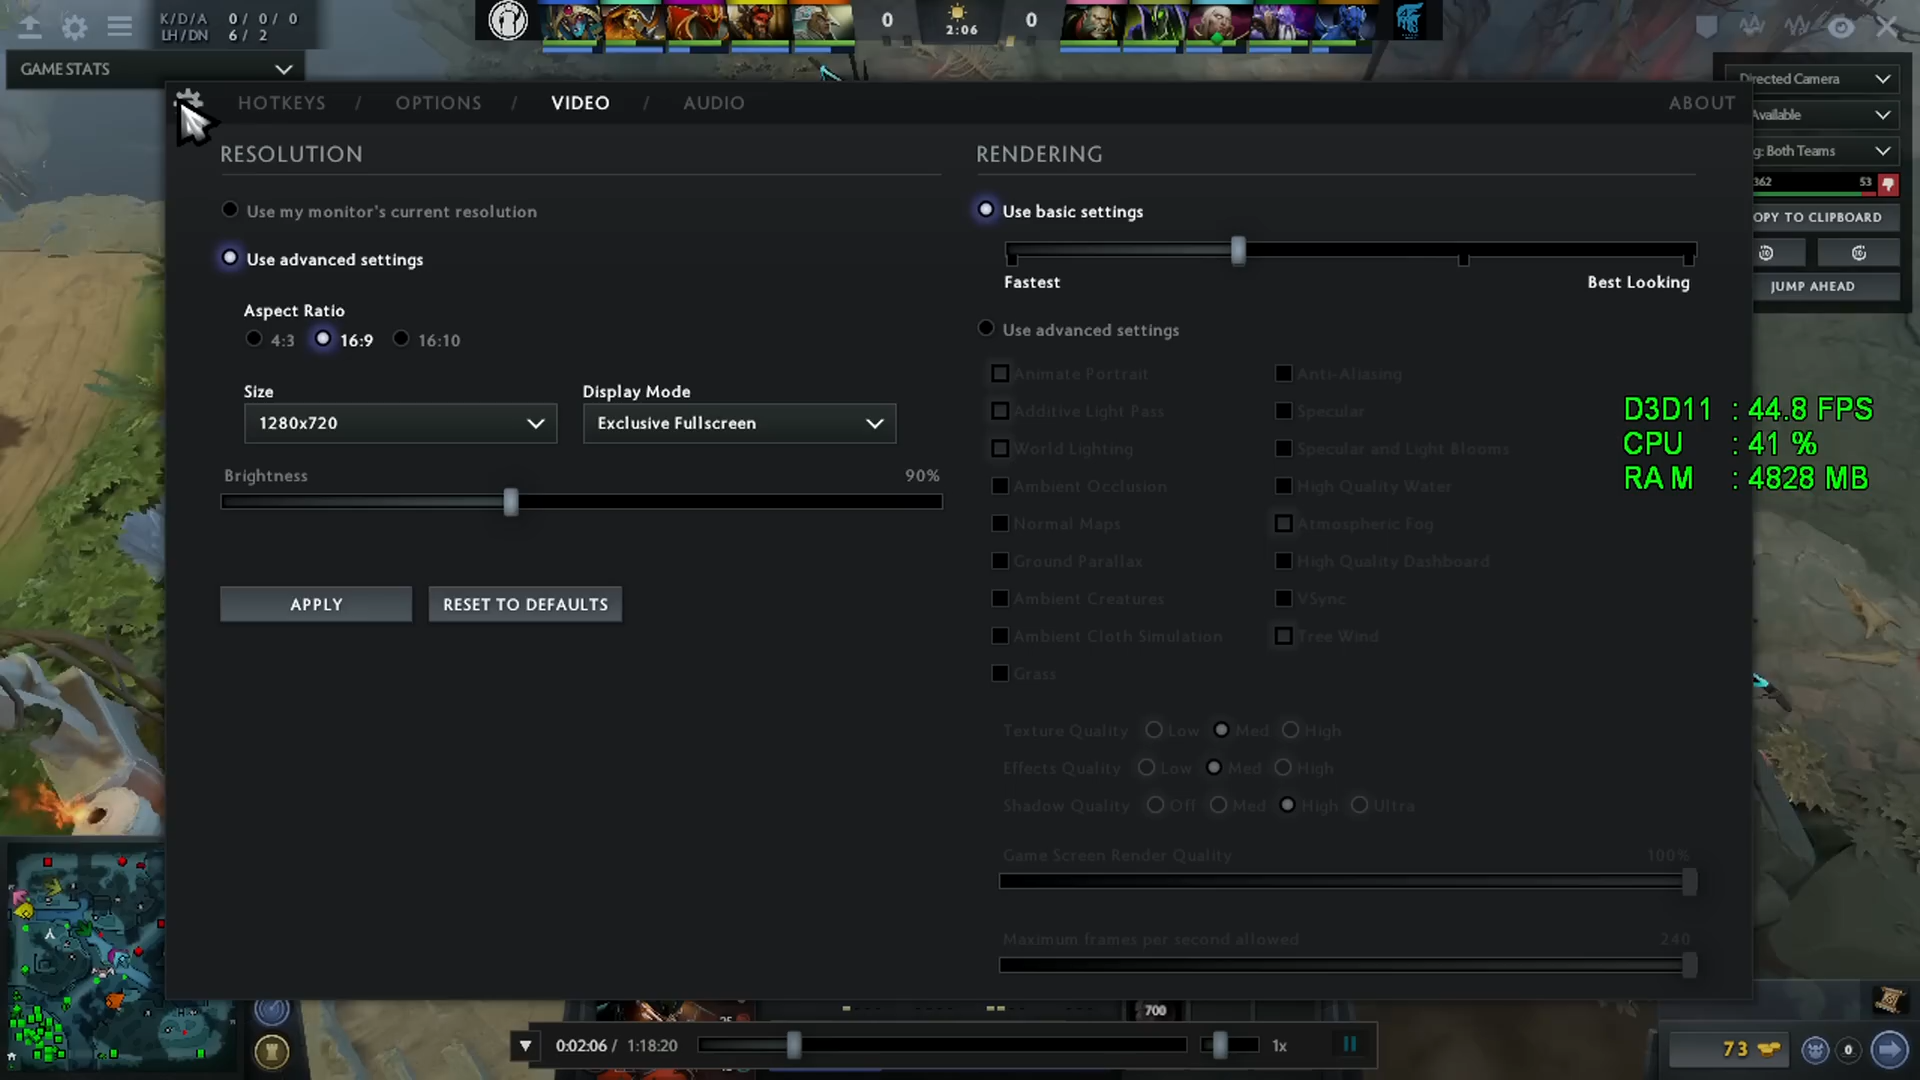 K/D/A 0 / 0 / 0
LH/DN 6 / 2
0
2:06
0
GAME STATS
HOTKEYS / OPTIONS / VIDEO / AUDIO
ABOUT
Directed Camera
Available
g: Both Teams
362 53
OPY TO CLIPBOARD
JUMP AHEAD
RESOLUTION
Use my monitor's current resolution
Use advanced settings
Aspect Ratio
4:3 16:9 16:10
Size
Display Mode
1280x720
Exclusive Fullscreen
Brightness 90%
APPLY
RESET TO DEFAULTS
RENDERING
Use basic settings
Fastest
Best Looking
Use advanced settings
Animate Portrait
Anti-Aliasing
Additive Light Pass
Specular
World Lighting
Specular and Light Blooms
Ambient Occlusion
High Quality Water
Normal Maps
Atmospheric Fog
Ground Parallax
High Quality Dashboard
Ambient Creatures
VSync
Ambient Cloth Simulation
Tree Wind
Grass
Texture Quality Low Med High
Effects Quality Low Med High
Shadow Quality Off Med High Ultra
Game Screen Render Quality 100%
Maximum frames per second allowed 240
D3D11 : 44.8 FPS
CPU : 41 %
RAM : 4828 MB
700
0:02:06 / 1:18:20
1x
73
0